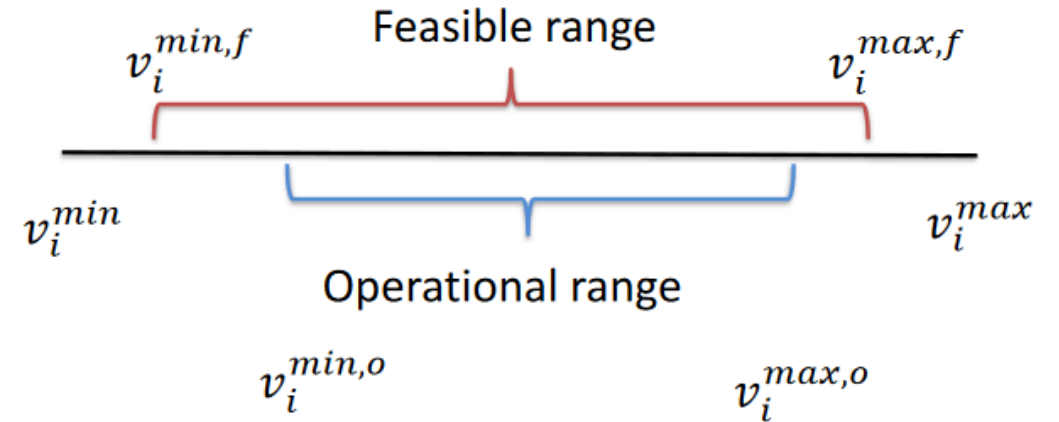 Feasible range
v_i^{min,f} v_i^{max,f}
v_i^{min} v_i^{max}
Operational range
v_i^{min,o} v_i^{max,o}